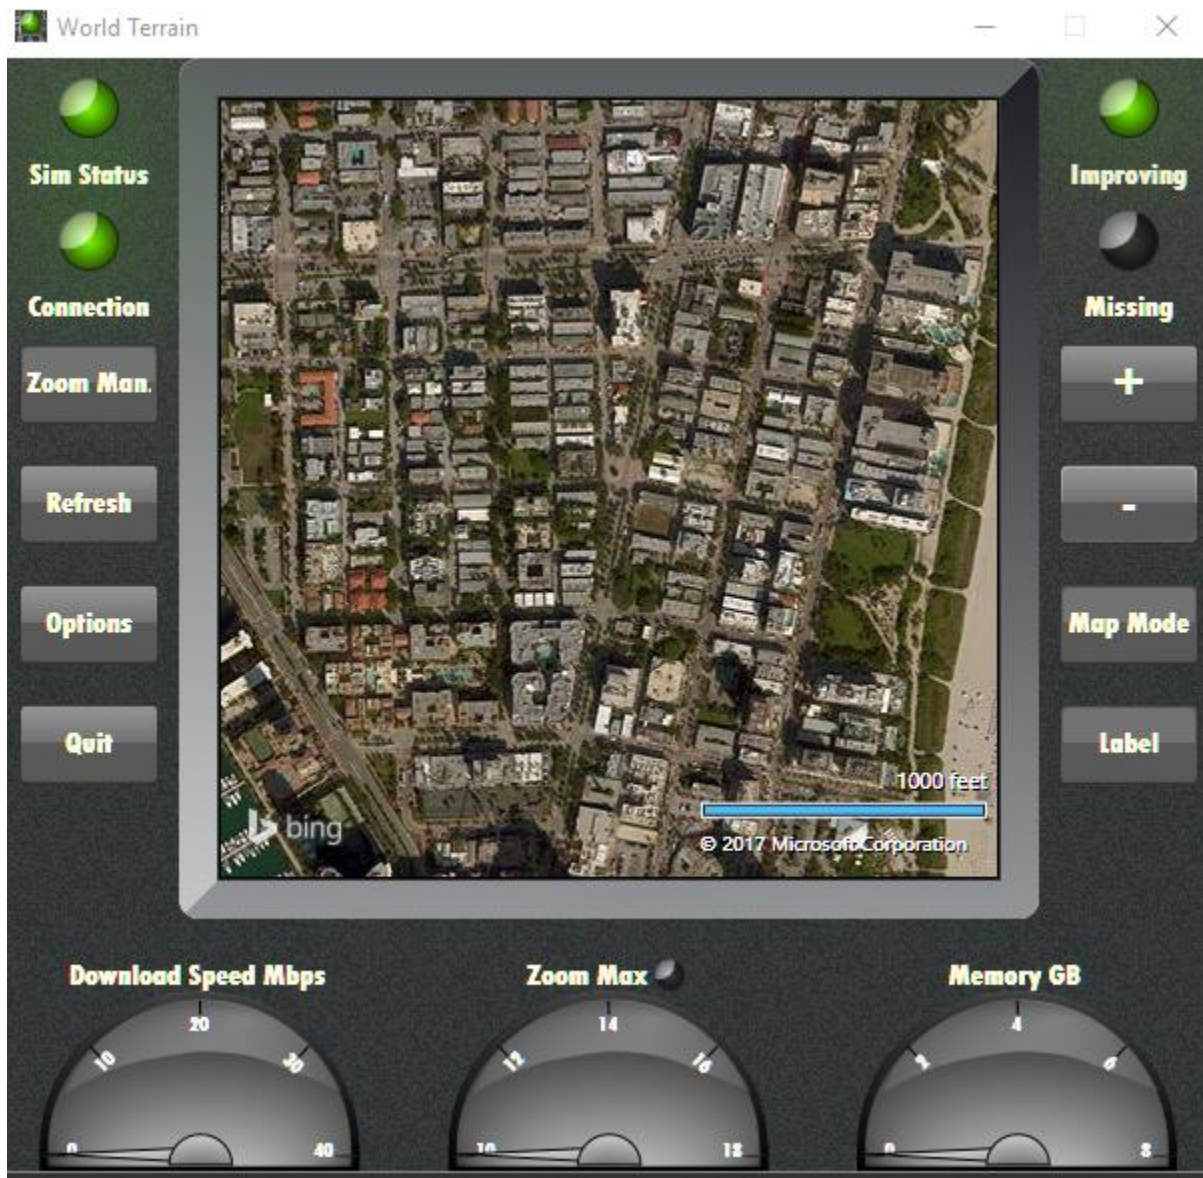 World Terrain
Sim Status
Improving
Connection
Missing
Zoom Man.
+
Refresh
-
Options
Map Mode
Quit
Label
1000 feet
bing
© 2017 Microsoft Corporation
Download Speed Mbps
Zoom Max
Memory GB
0
10
20
30
40
10
12
14
16
18
0
2
4
6
8